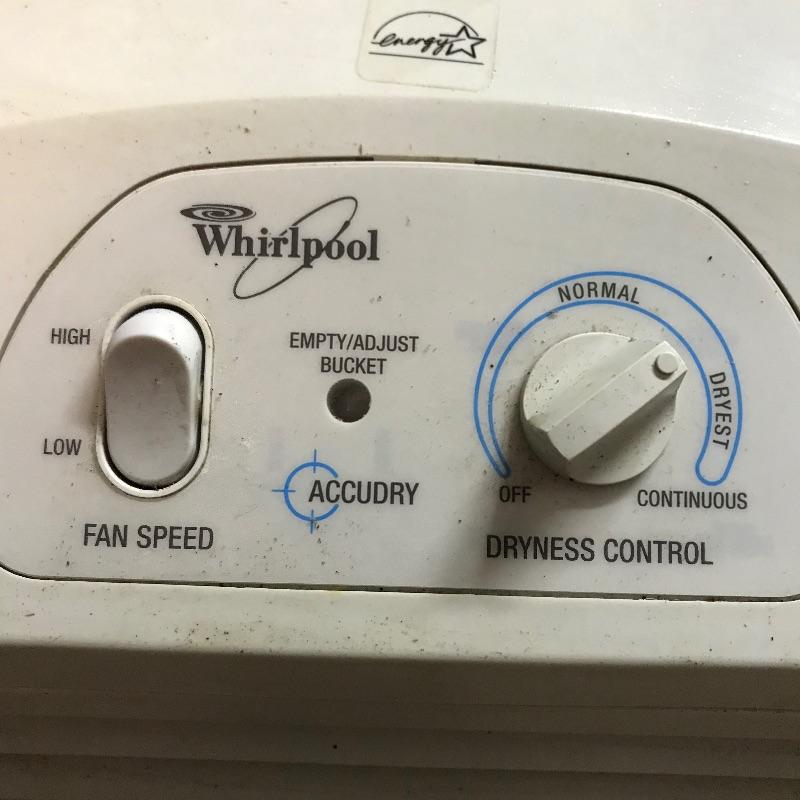 energy
Whirlpool
HIGH
LOW
FAN SPEED
EMPTY/ADJUST
BUCKET
ACCUDRY
NORMAL
DRYEST
OFF
CONTINUOUS
DRYNESS CONTROL